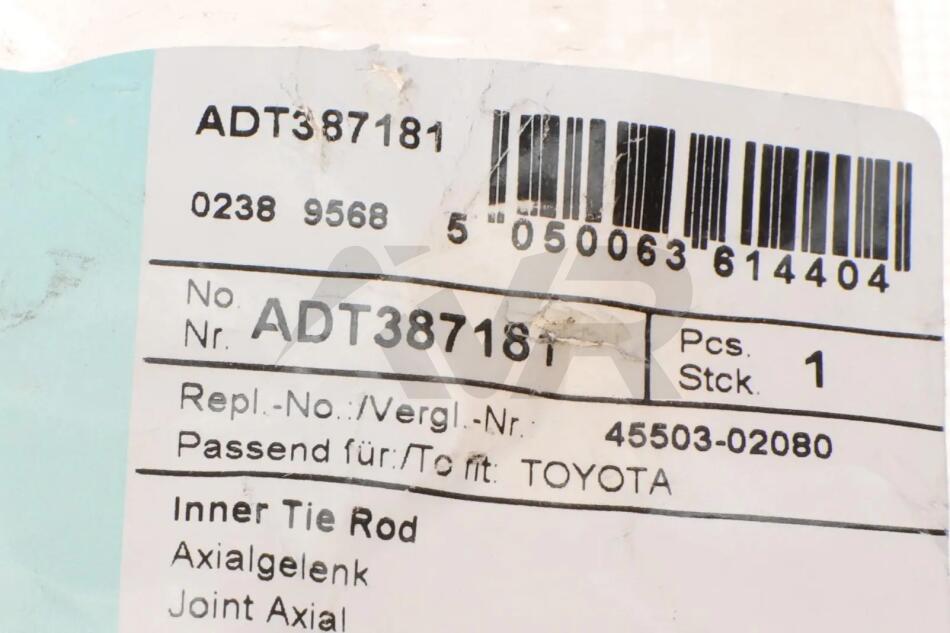 ADT387181
0238 9568
5 050063 614404
No.
Nr. ADT387181
Pcs.
Stck. 1
Repl.-No.:/Vergl.-Nr.: 45503-02080
Passend für:/To fit: TOYOTA
Inner Tie Rod
Axialgelenk
Joint Axial
AVR